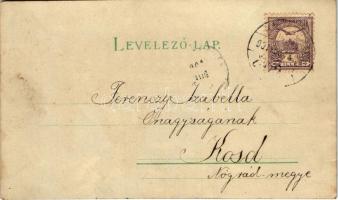 LEVELEZŐ-LAP.
Ferenczy Izabella
Őnagyságának
Kosd
Nógrád-megye